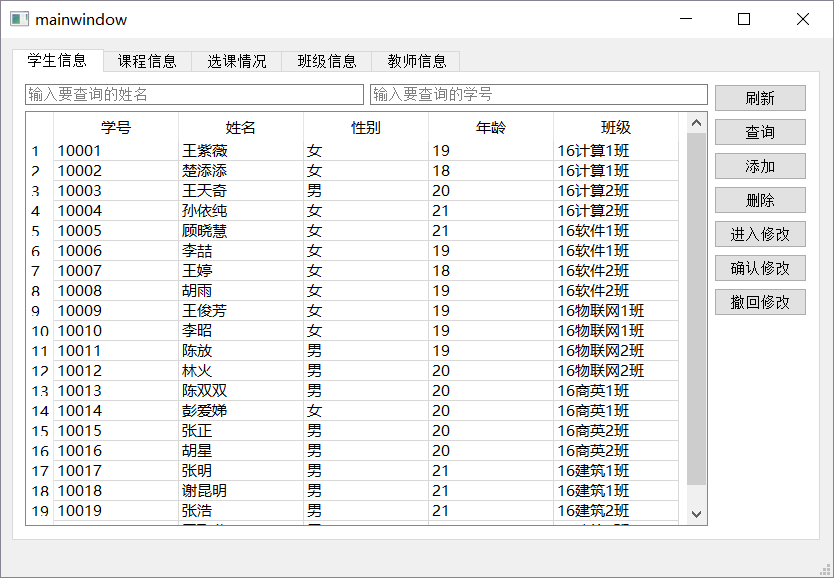 mainwindow
学生信息 课程信息 选课情况 班级信息 教师信息
输入要查询的姓名 输入要查询的学号 刷新
学号 姓名 性别 年龄 班级
查询
添加
删除
进入修改
确认修改
撤回修改
1 10001 王紫薇 女 19 16计算1班
2 10002 楚添添 女 18 16计算1班
3 10003 王天奇 男 20 16计算2班
4 10004 孙依纯 女 21 16计算2班
5 10005 顾晓慧 女 21 16软件1班
6 10006 李喆 女 19 16软件1班
7 10007 王婷 女 18 16软件2班
8 10008 胡雨 女 19 16软件2班
9 10009 王俊芳 女 19 16物联网1班
10 10010 李昭 女 19 16物联网1班
11 10011 陈放 男 19 16物联网2班
12 10012 林火 男 20 16物联网2班
13 10013 陈双双 男 20 16商英1班
14 10014 彭爱娣 女 20 16商英1班
15 10015 张正 男 20 16商英2班
16 10016 胡星 男 20 16商英2班
17 10017 张明 男 21 16建筑1班
18 10018 谢昆明 男 21 16建筑1班
19 10019 张浩 男 21 16建筑2班